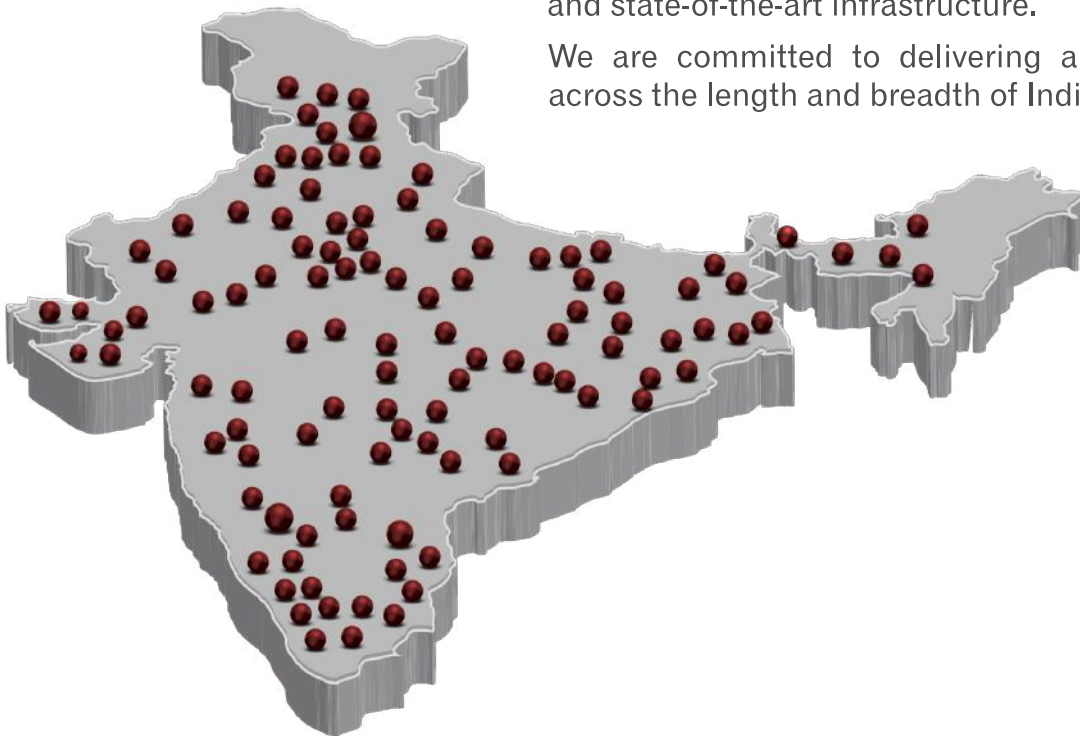 and state-of-the-art infrastructure.
We are committed to delivering a
across the length and breadth of Indi